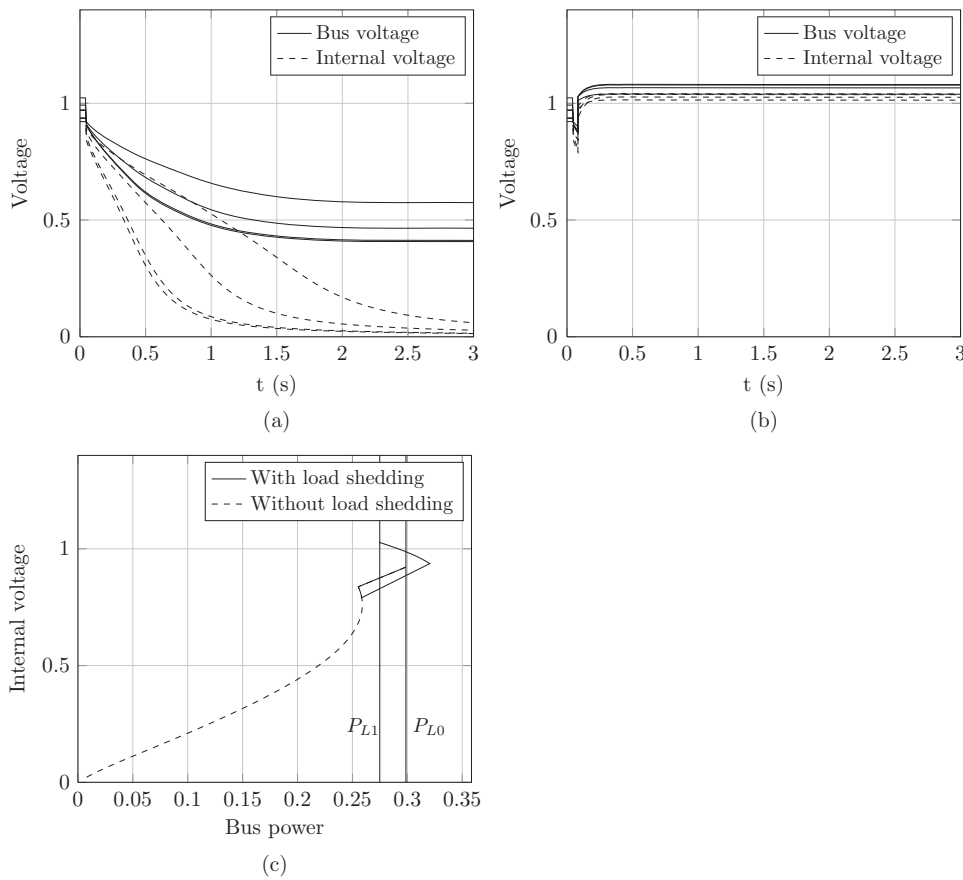 Bus voltage
Internal voltage
1
0.5
0
Voltage
0 0.5 1 1.5 2 2.5 3
t (s)
(a)
Bus voltage
Internal voltage
1
0.5
0
Voltage
0 0.5 1 1.5 2 2.5 3
t (s)
(b)
With load shedding
Without load shedding
1
0.5
0
Internal voltage
P_{L1} P_{L0}
0 0.05 0.1 0.15 0.2 0.25 0.3 0.35
Bus power
(c)